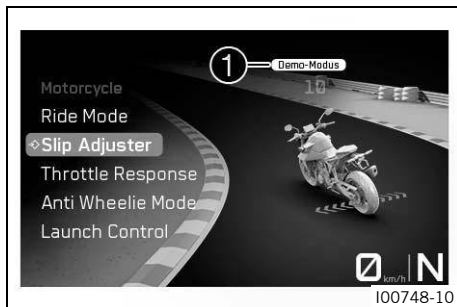 1
Demo-Modus
Motorcycle
10
Ride Mode
Slip Adjuster
Throttle Response
Anti Wheelie Mode
Launch Control
0 km/h N
I00748-10